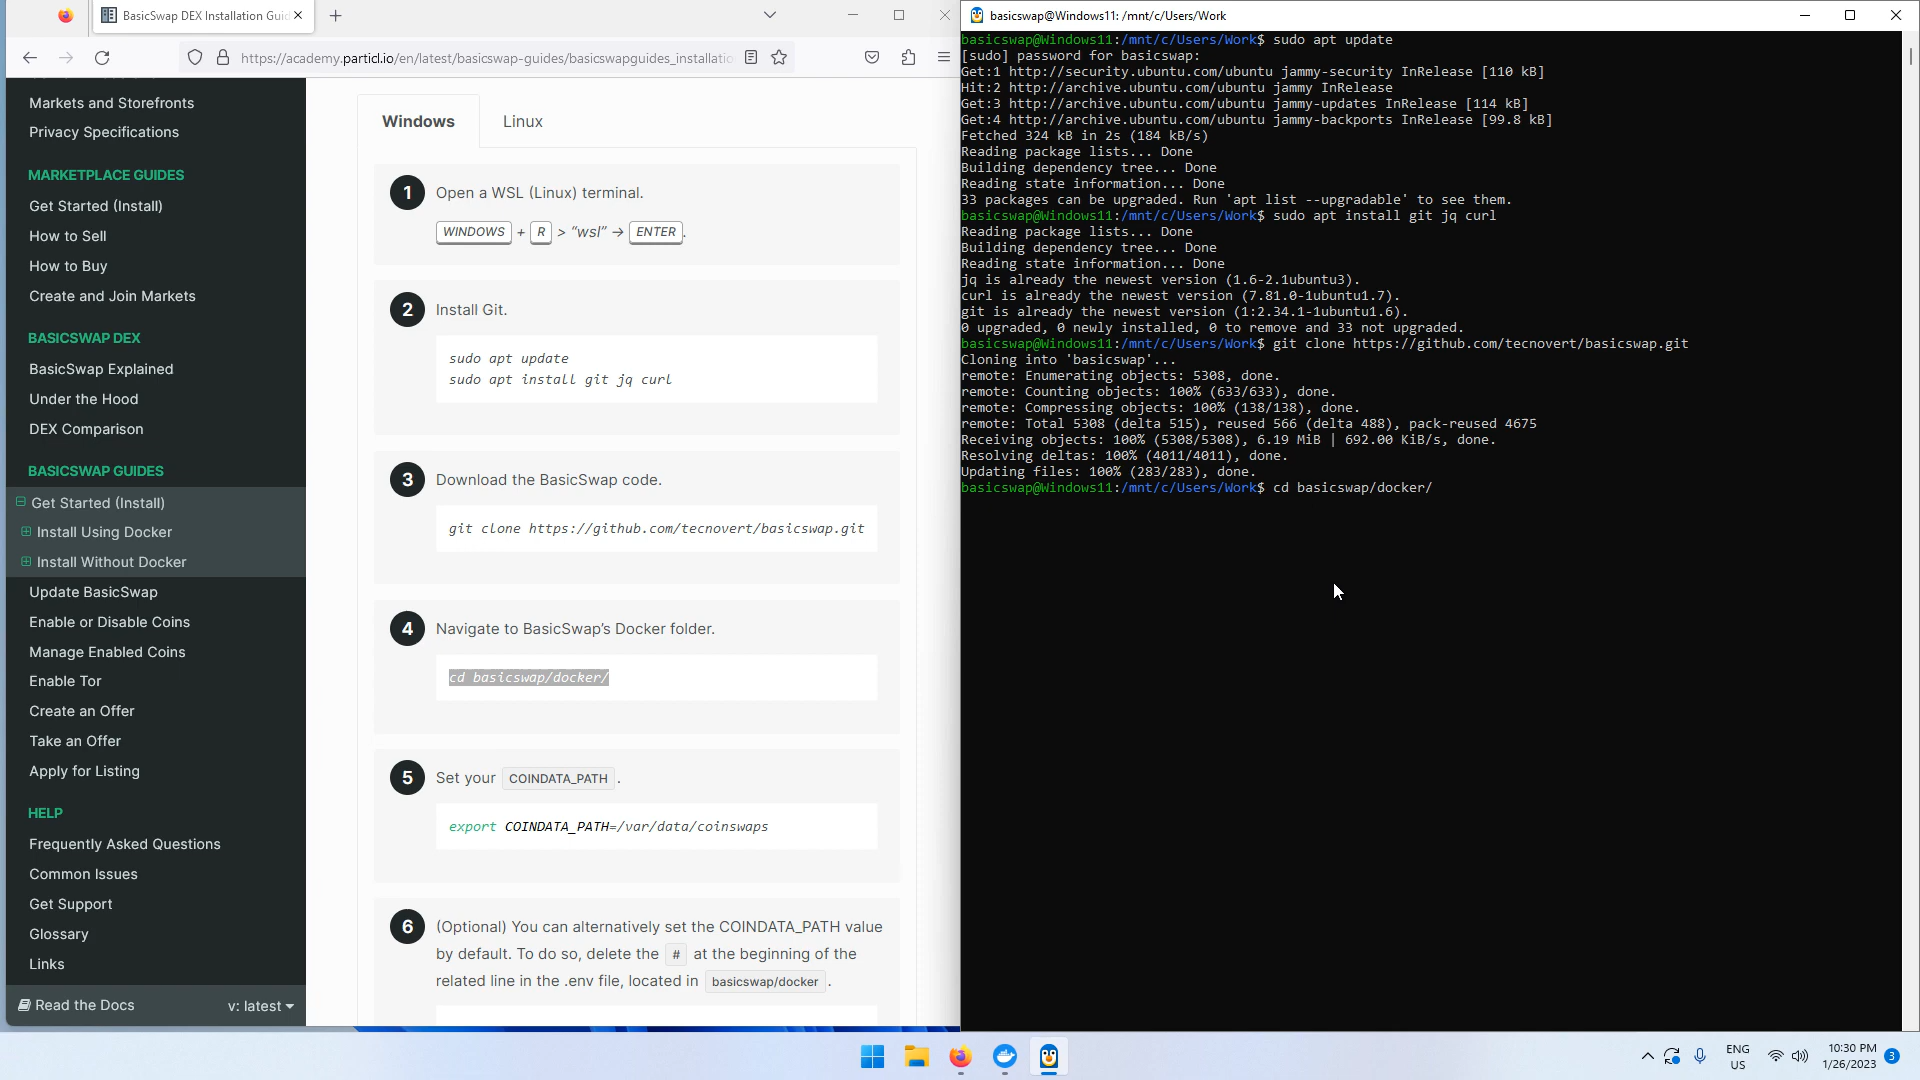 BasicSwap DEX Installation Gui
https://academy.particl.io/en/latest/basicswap-guides/basicswapguides_installatio
Markets and Storefronts
Privacy Specifications
MARKETPLACE GUIDES
Get Started (Install)
How to Sell
How to Buy
Create and Join Markets
BASICSWAP DEX
BasicSwap Explained
Under the Hood
DEX Comparison
BASICSWAP GUIDES
Get Started (Install)
Install Using Docker
Install Without Docker
Update BasicSwap
Enable or Disable Coins
Manage Enabled Coins
Enable Tor
Create an Offer
Take an Offer
Apply for Listing
HELP
Frequently Asked Questions
Common Issues
Get Support
Glossary
Links
Read the Docs
v: latest
Windows
Linux
1
Open a WSL (Linux) terminal.
WINDOWS + R > “wsl” → ENTER.
2
Install Git.
sudo apt update
sudo apt install git jq curl
3
Download the BasicSwap code.
git clone https://github.com/tecnovert/basicswap.git
4
Navigate to BasicSwap’s Docker folder.
cd basicswap/docker/
5
Set your COINDATA_PATH .
export COINDATA_PATH=/var/data/coinswaps
6
(Optional) You can alternatively set the COINDATA_PATH value
by default. To do so, delete the # at the beginning of the
related line in the .env file, located in basicswap/docker .
basicswap@Windows11: /mnt/c/Users/Work
basicswap@Windows11:/mnt/c/Users/Work$ sudo apt update
[sudo] password for basicswap:
Get:1 http://security.ubuntu.com/ubuntu jammy-security InRelease [110 kB]
Hit:2 http://archive.ubuntu.com/ubuntu jammy InRelease
Get:3 http://archive.ubuntu.com/ubuntu jammy-updates InRelease [114 kB]
Get:4 http://archive.ubuntu.com/ubuntu jammy-backports InRelease [99.8 kB]
Fetched 324 kB in 2s (184 kB/s)
Reading package lists... Done
Building dependency tree... Done
Reading state information... Done
33 packages can be upgraded. Run 'apt list --upgradable' to see them.
basicswap@Windows11:/mnt/c/Users/Work$ sudo apt install git jq curl
Reading package lists... Done
Building dependency tree... Done
Reading state information... Done
jq is already the newest version (1.6-2.1ubuntu3).
curl is already the newest version (7.81.0-1ubuntu1.7).
git is already the newest version (1:2.34.1-1ubuntu1.6).
0 upgraded, 0 newly installed, 0 to remove and 33 not upgraded.
basicswap@Windows11:/mnt/c/Users/Work$ git clone https://github.com/tecnovert/basicswap.git
Cloning into 'basicswap'...
remote: Enumerating objects: 5308, done.
remote: Counting objects: 100% (633/633), done.
remote: Compressing objects: 100% (138/138), done.
remote: Total 5308 (delta 515), reused 566 (delta 488), pack-reused 4675
Receiving objects: 100% (5308/5308), 6.19 MiB | 692.00 KiB/s, done.
Resolving deltas: 100% (4011/4011), done.
Updating files: 100% (283/283), done.
basicswap@Windows11:/mnt/c/Users/Work$ cd basicswap/docker/
ENG
US
10:30 PM
1/26/2023
3